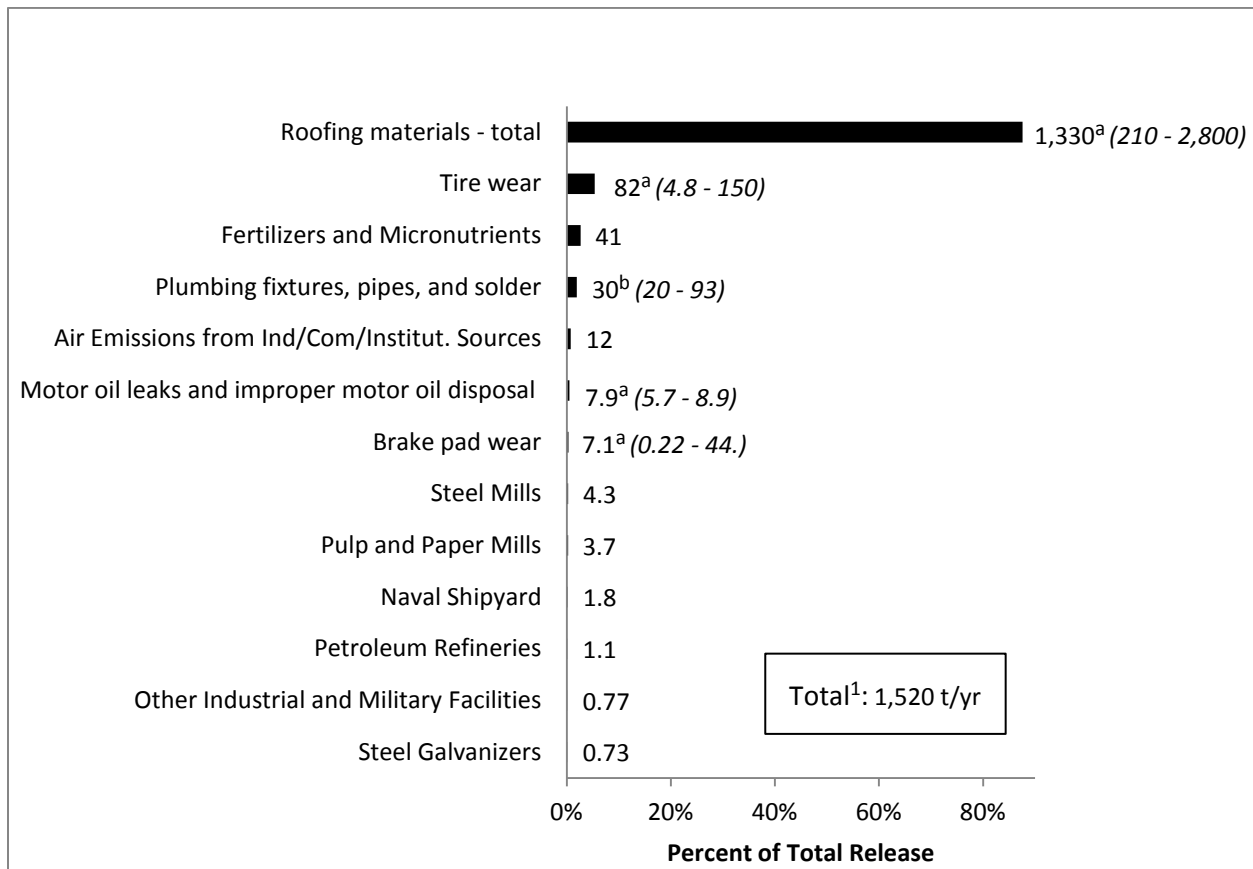 Roofing materials - total 1,330ᵃ (210 - 2,800)
Tire wear 82ᵃ (4.8 - 150)
Fertilizers and Micronutrients 41
Plumbing fixtures, pipes, and solder 30ᵇ (20 - 93)
Air Emissions from Ind/Com/Institut. Sources 12
Motor oil leaks and improper motor oil disposal 7.9ᵃ (5.7 - 8.9)
Brake pad wear 7.1ᵃ (0.22 - 44.)
Steel Mills 4.3
Pulp and Paper Mills 3.7
Naval Shipyard 1.8
Petroleum Refineries 1.1
Other Industrial and Military Facilities 0.77
Total¹: 1,520 t/yr
Steel Galvanizers 0.73
0% 20% 40% 60% 80%
Percent of Total Release